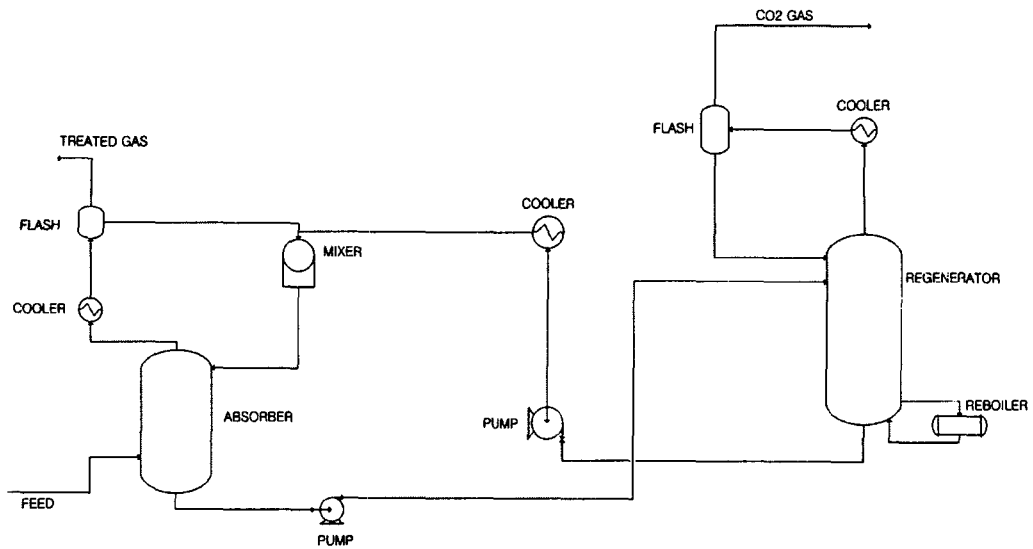 CO2 GAS
COOLER
FLASH
TREATED GAS
COOLER
FLASH
MIXER
REGENERATOR
COOLER
REBOILER
ABSORBER
PUMP
FEED
PUMP